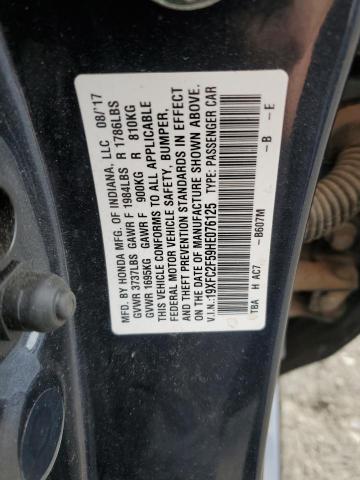 MFD. BY HONDA MFG. OF INDIANA, LLC 08/17
GVWR 3737LBS GAWR F 1984LBS R 1786LBS
GVWR 1695KG GAWR F 900KG R 810KG
THIS VEHICLE CONFORMS TO ALL APPLICABLE
FEDERAL MOTOR VEHICLE SAFETY, BUMPER,
AND THEFT PREVENTION STANDARDS IN EFFECT
ON THE DATE OF MANUFACTURE SHOWN ABOVE.
V.I.N.:19XFC2F59HE076125 TYPE: PASSENGER CAR
TBA H AC7 -B607M -B -E